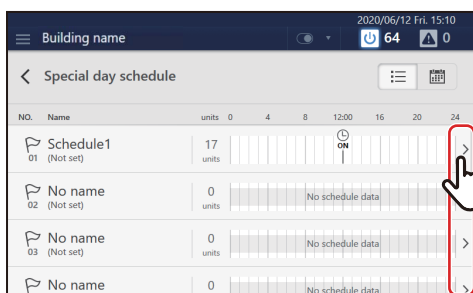 2020/06/12 Fri. 15:10
Building name 64 0
Special day schedule
NO. Name units 0 4 8 12:00 16 20 24
Schedule1 17 ON
01 (Not set) units
No name 0 No schedule data
02 (Not set) units
No name 0 No schedule data
03 (Not set) units
No name 0 No schedule data